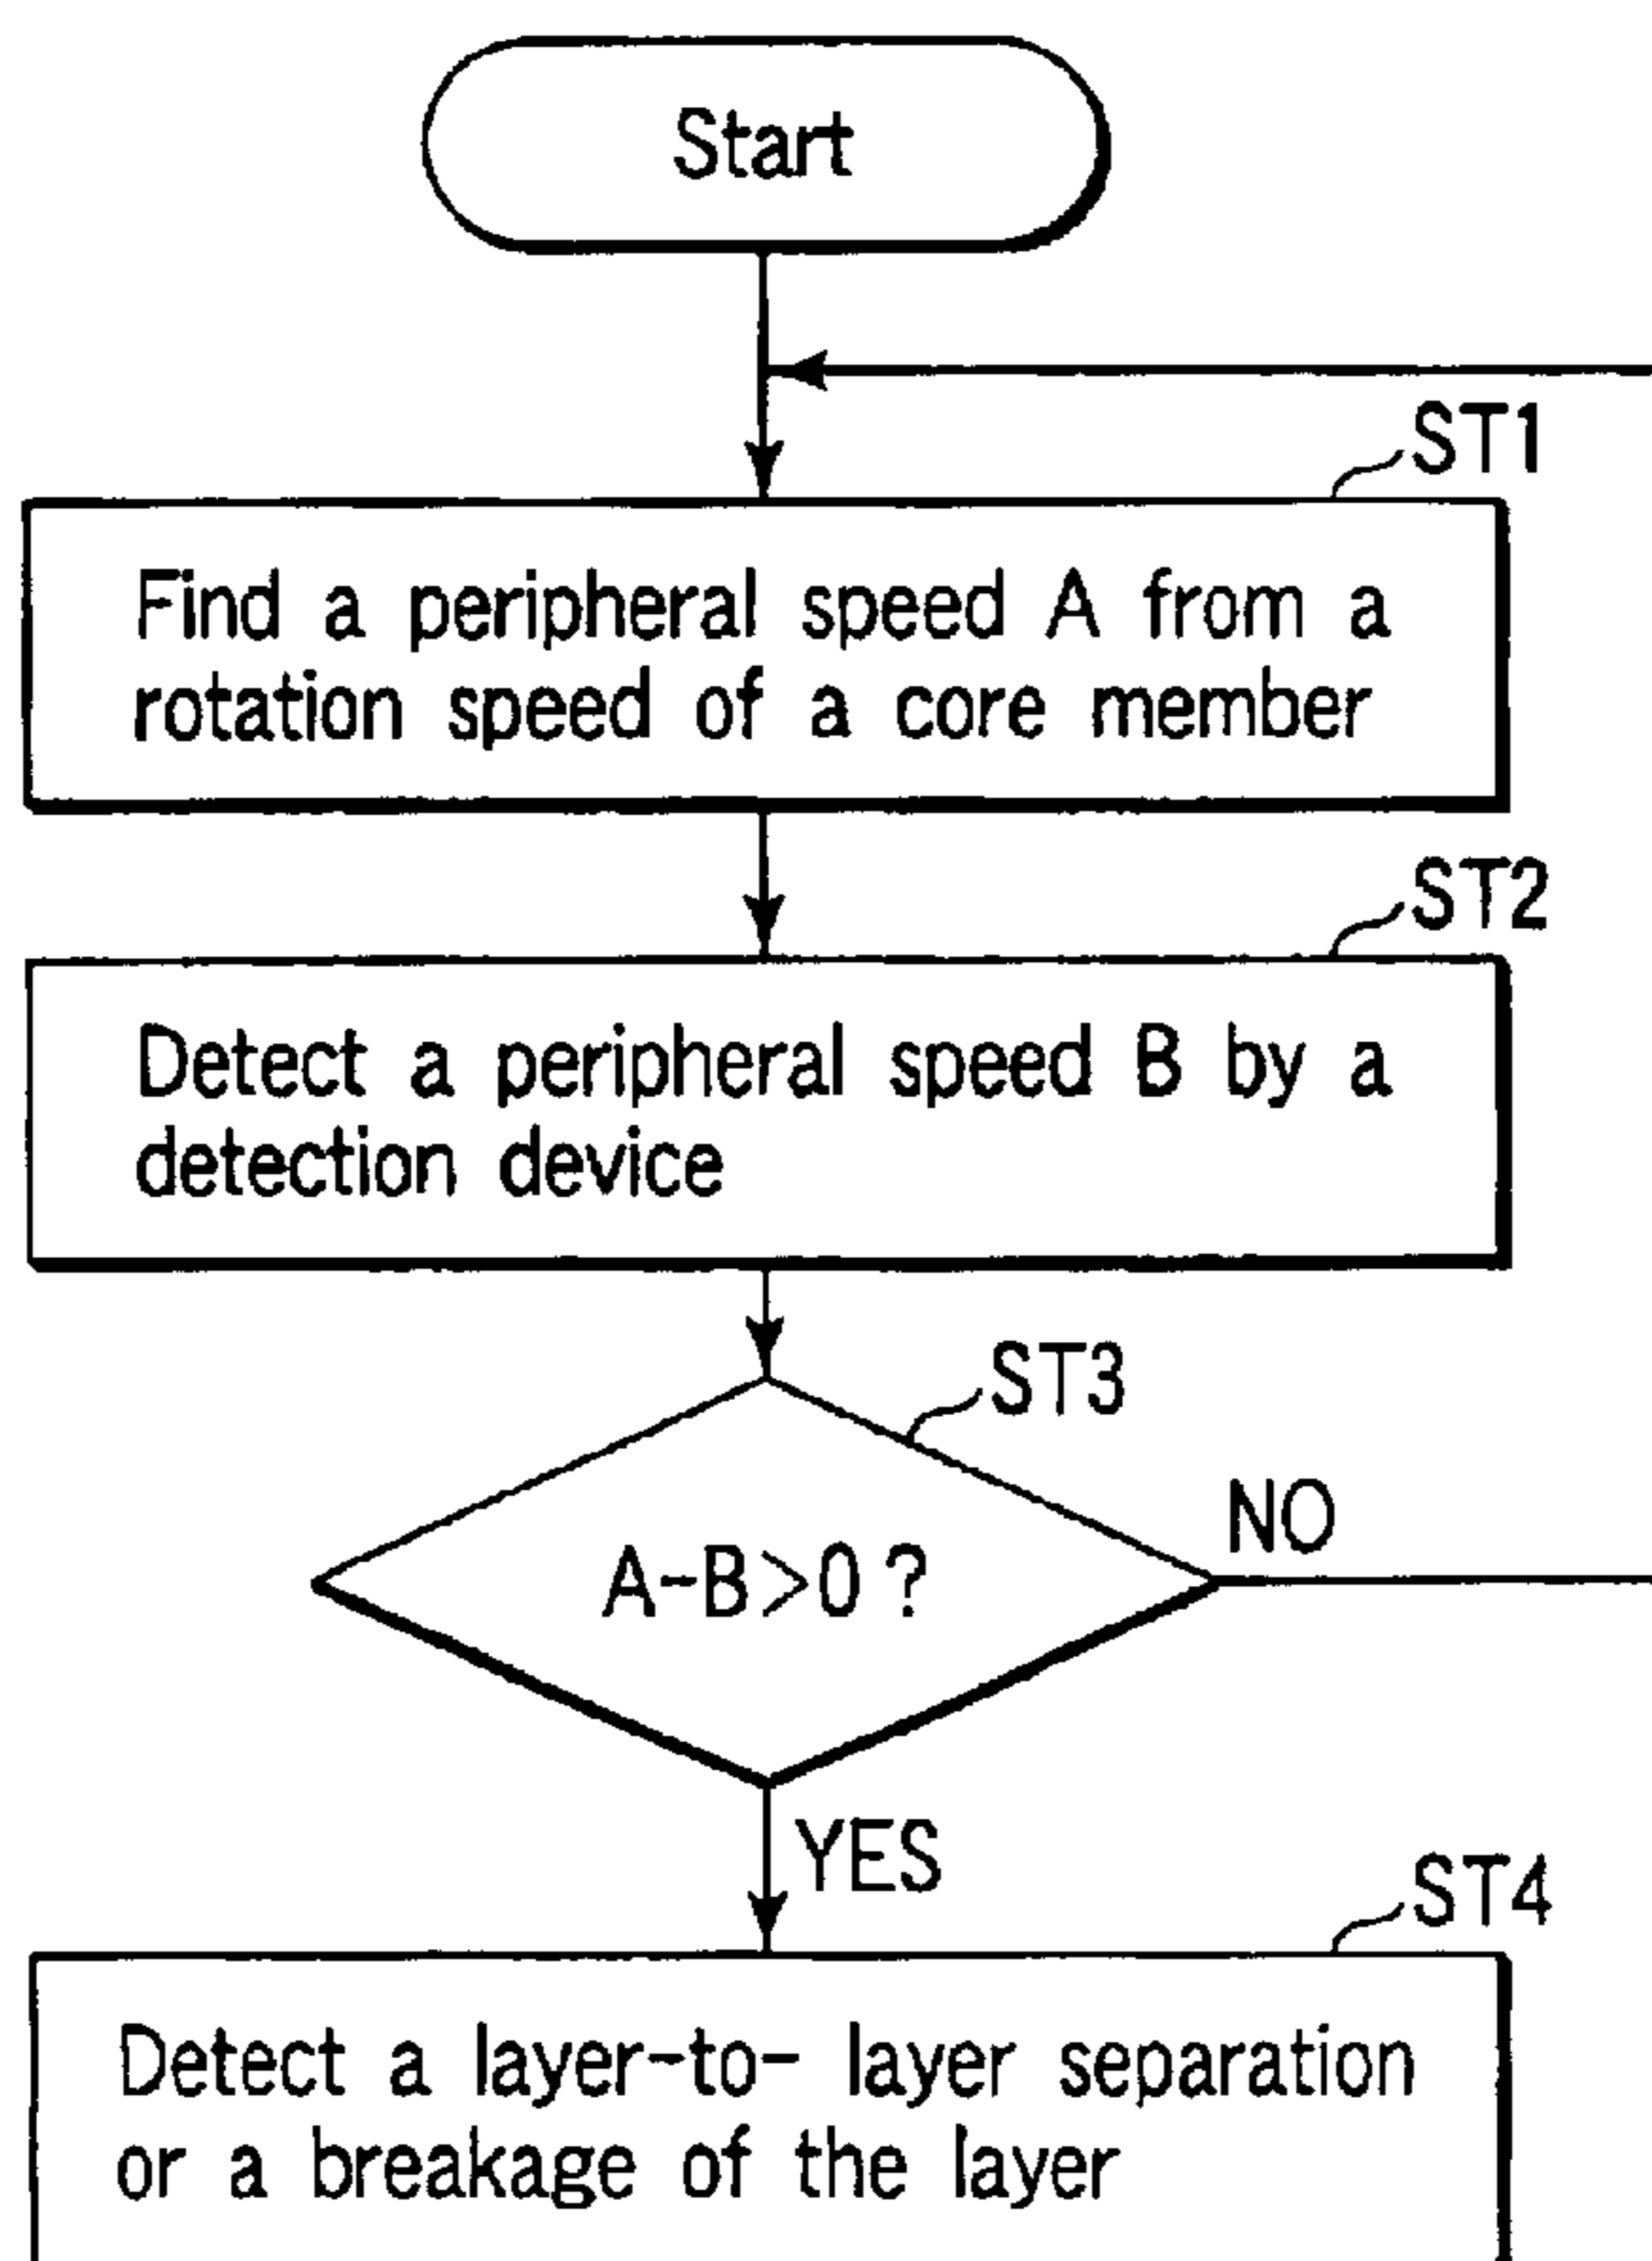 Start
ST1
Find a peripheral speed A from a
rotation speed of a core member
ST2
Detect a peripheral speed B by a
detection device
ST3
A-B>0?
NO
YES
ST4
Detect a layer-to- layer separation
or a breakage of the layer